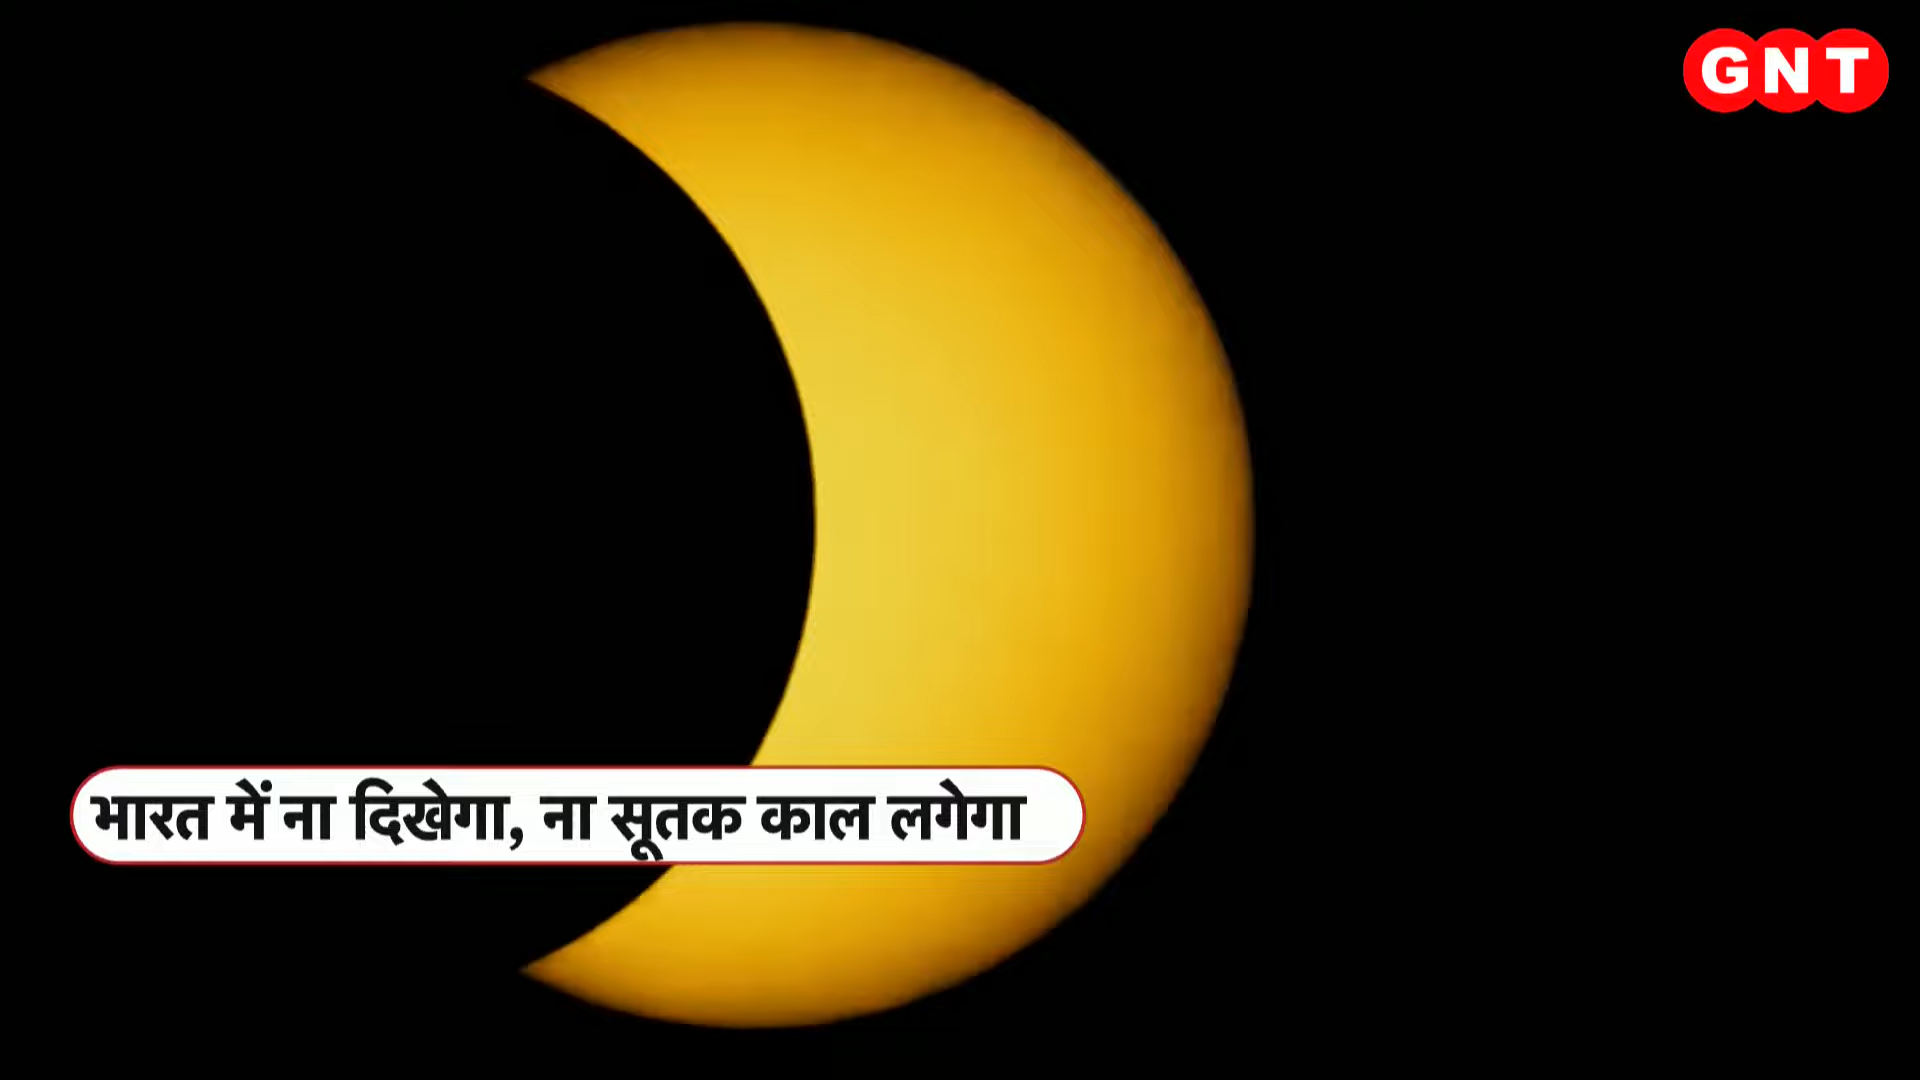 GNT
भारत में ना दिखेगा, ना सूतक काल लगेगा